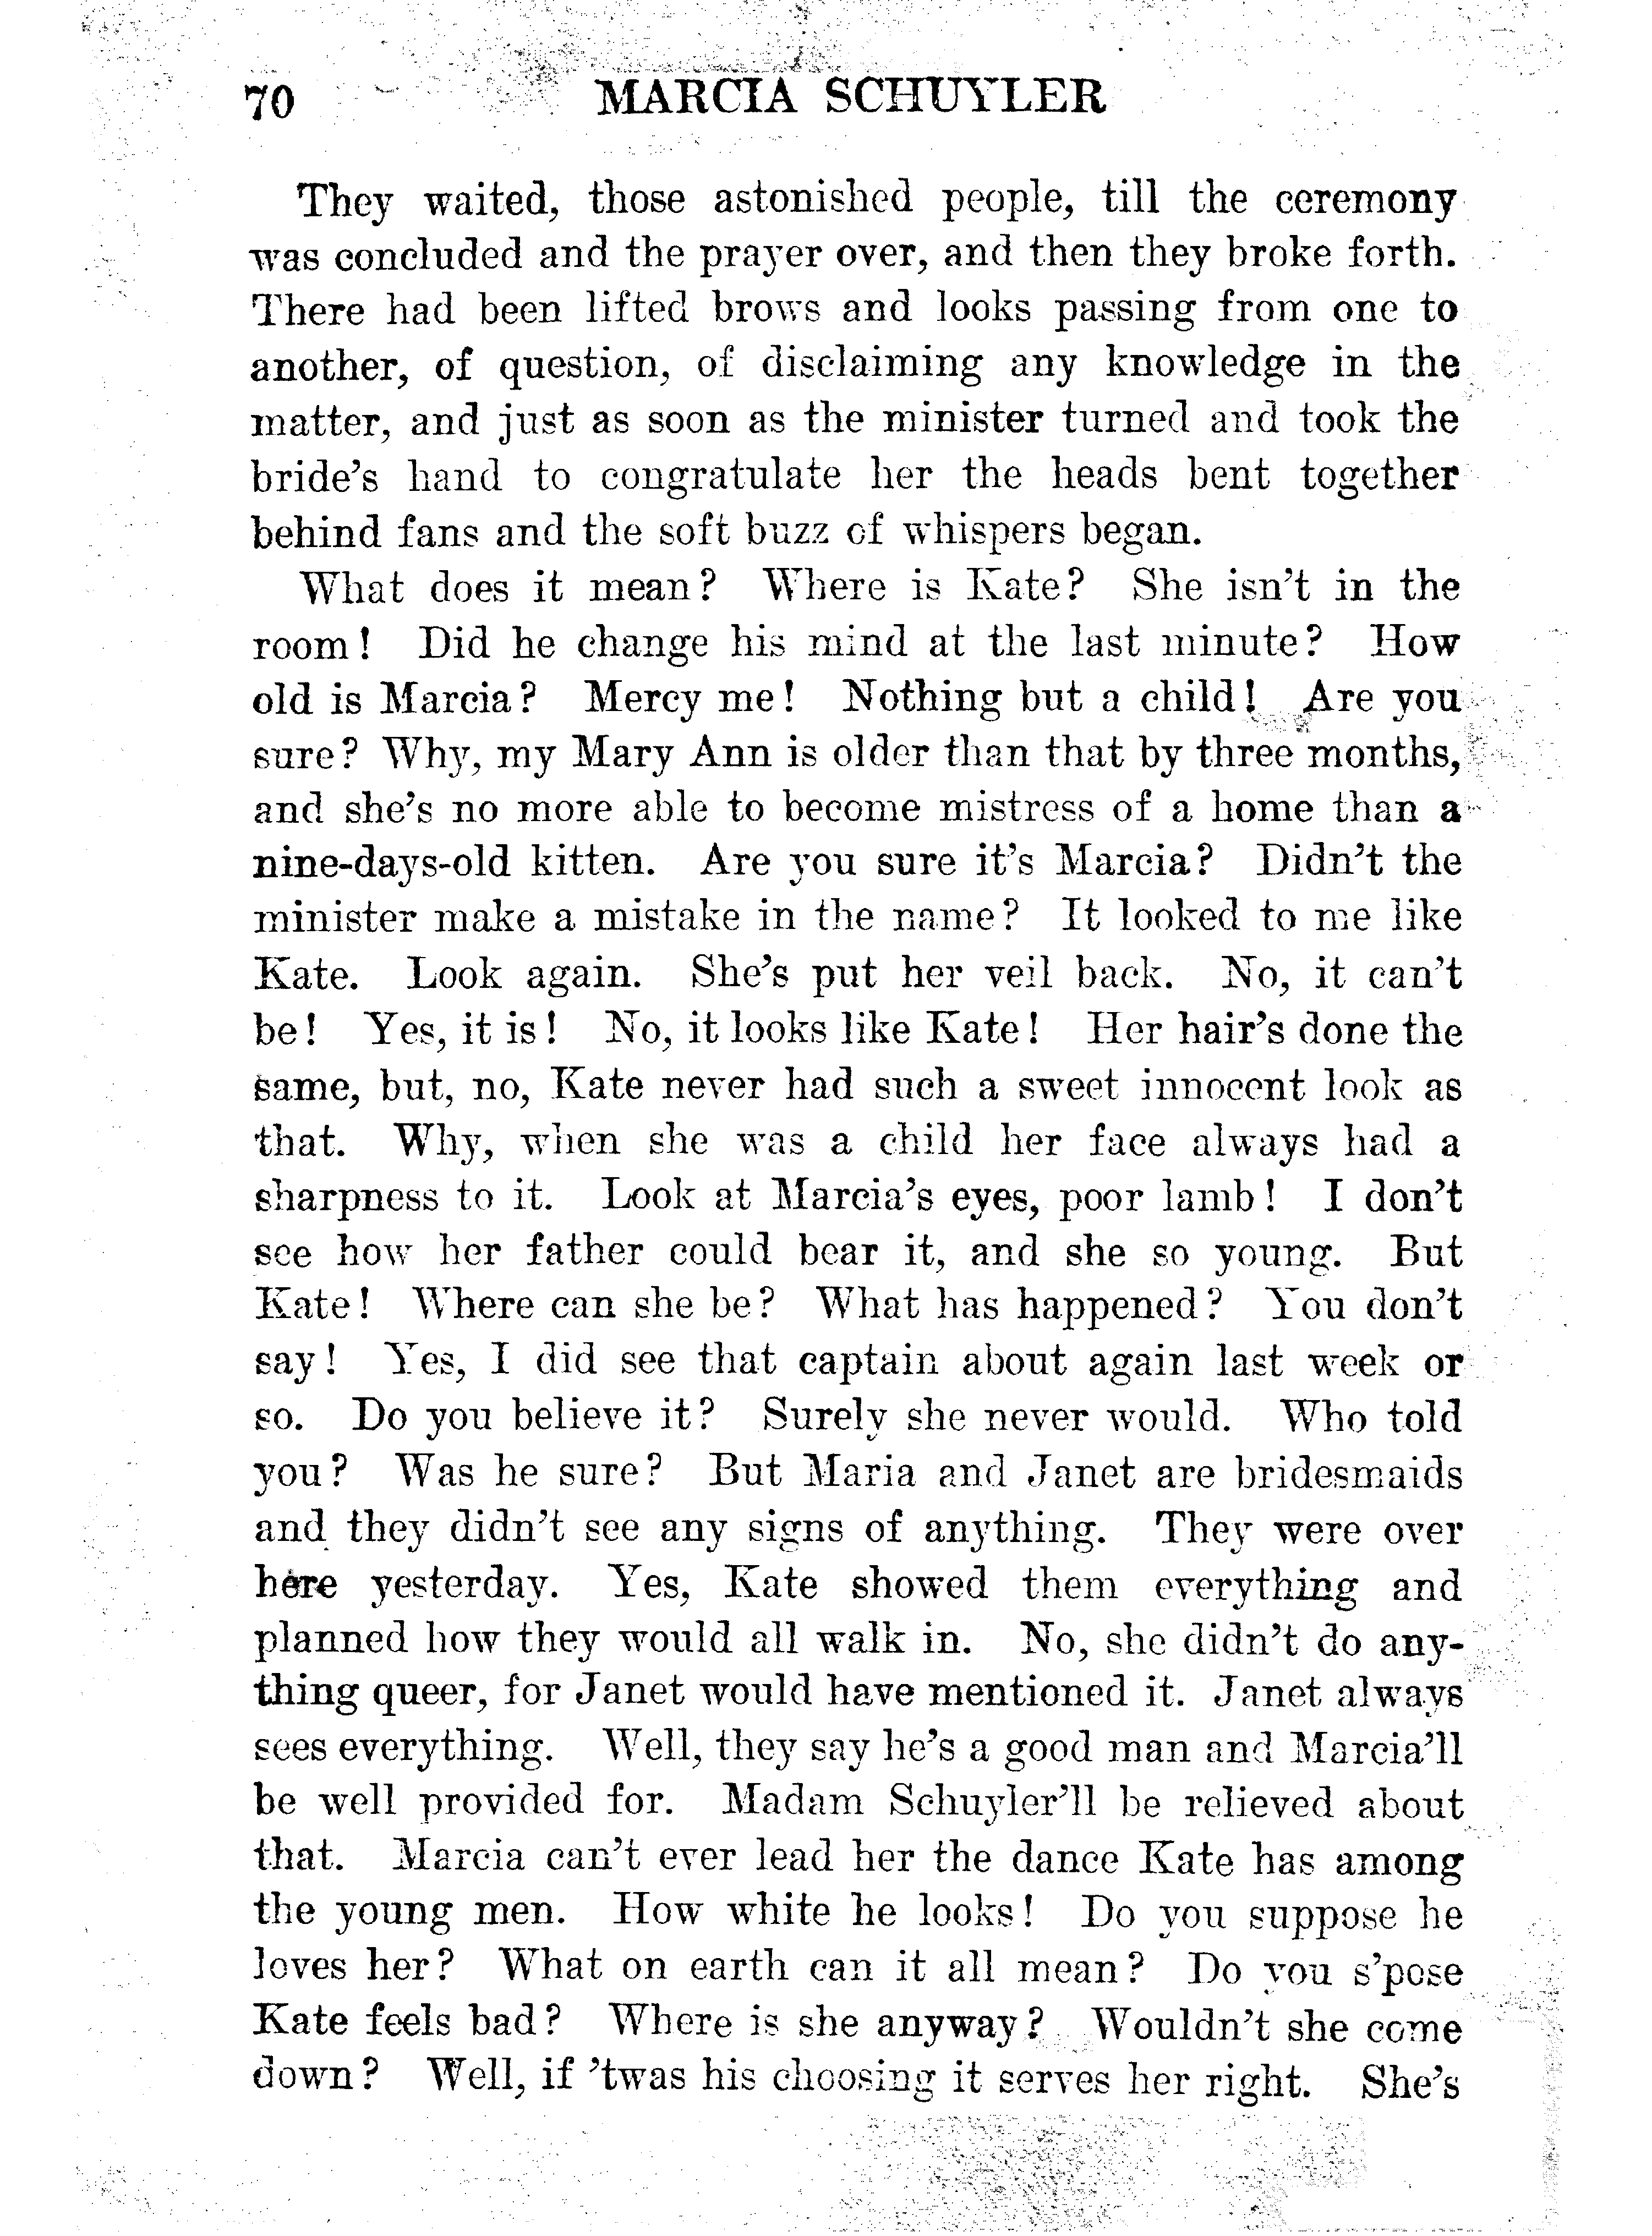 70 MARCIA SCHUYLER
They waited, those astonished people, till the ceremony
was concluded and the prayer over, and then they broke forth.
There had been lifted brows and looks passing from one to
another, of question, of disclaiming any knowledge in the
matter, and just as soon as the minister turned and took the
bride's hand to congratulate her the heads bent together
behind fans and the soft buzz of whispers began.
What does it mean? Where is Kate? She isn't in the
room! Did he change his mind at the last minute? How
old is Marcia? Mercy me! Nothing but a child! Are you
sure? Why, my Mary Ann is older than that by three months,
and she's no more able to become mistress of a home than a
nine-days-old kitten. Are you sure it's Marcia? Didn't the
minister make a mistake in the name? It looked to me like
Kate. Look again. She's put her veil back. No, it can't
be! Yes, it is! No, it looks like Kate! Her hair's done the
same, but, no, Kate never had such a sweet innocent look as
that. Why, when she was a child her face always had a
sharpness to it. Look at Marcia's eyes, poor lamb! I don't
see how her father could bear it, and she so young. But
Kate! Where can she be? What has happened? You don't
say! Yes, I did see that captain about again last week or
so. Do you believe it? Surely she never would. Who told
you? Was he sure? But Maria and Janet are bridesmaids
and they didn't see any signs of anything. They were over
here yesterday. Yes, Kate showed them everything and
planned how they would all walk in. No, she didn't do any-
thing queer, for Janet would have mentioned it. Janet always
sees everything. Well, they say he's a good man and Marcia'll
be well provided for. Madam Schuyler'll be relieved about
that. Marcia can't ever lead her the dance Kate has among
the young men. How white he looks! Do you suppose he
loves her? What on earth can it all mean? Do you s'pose
Kate feels bad? Where is she anyway? Wouldn't she come
down? Well, if 'twas his choosing it serves her right. She's